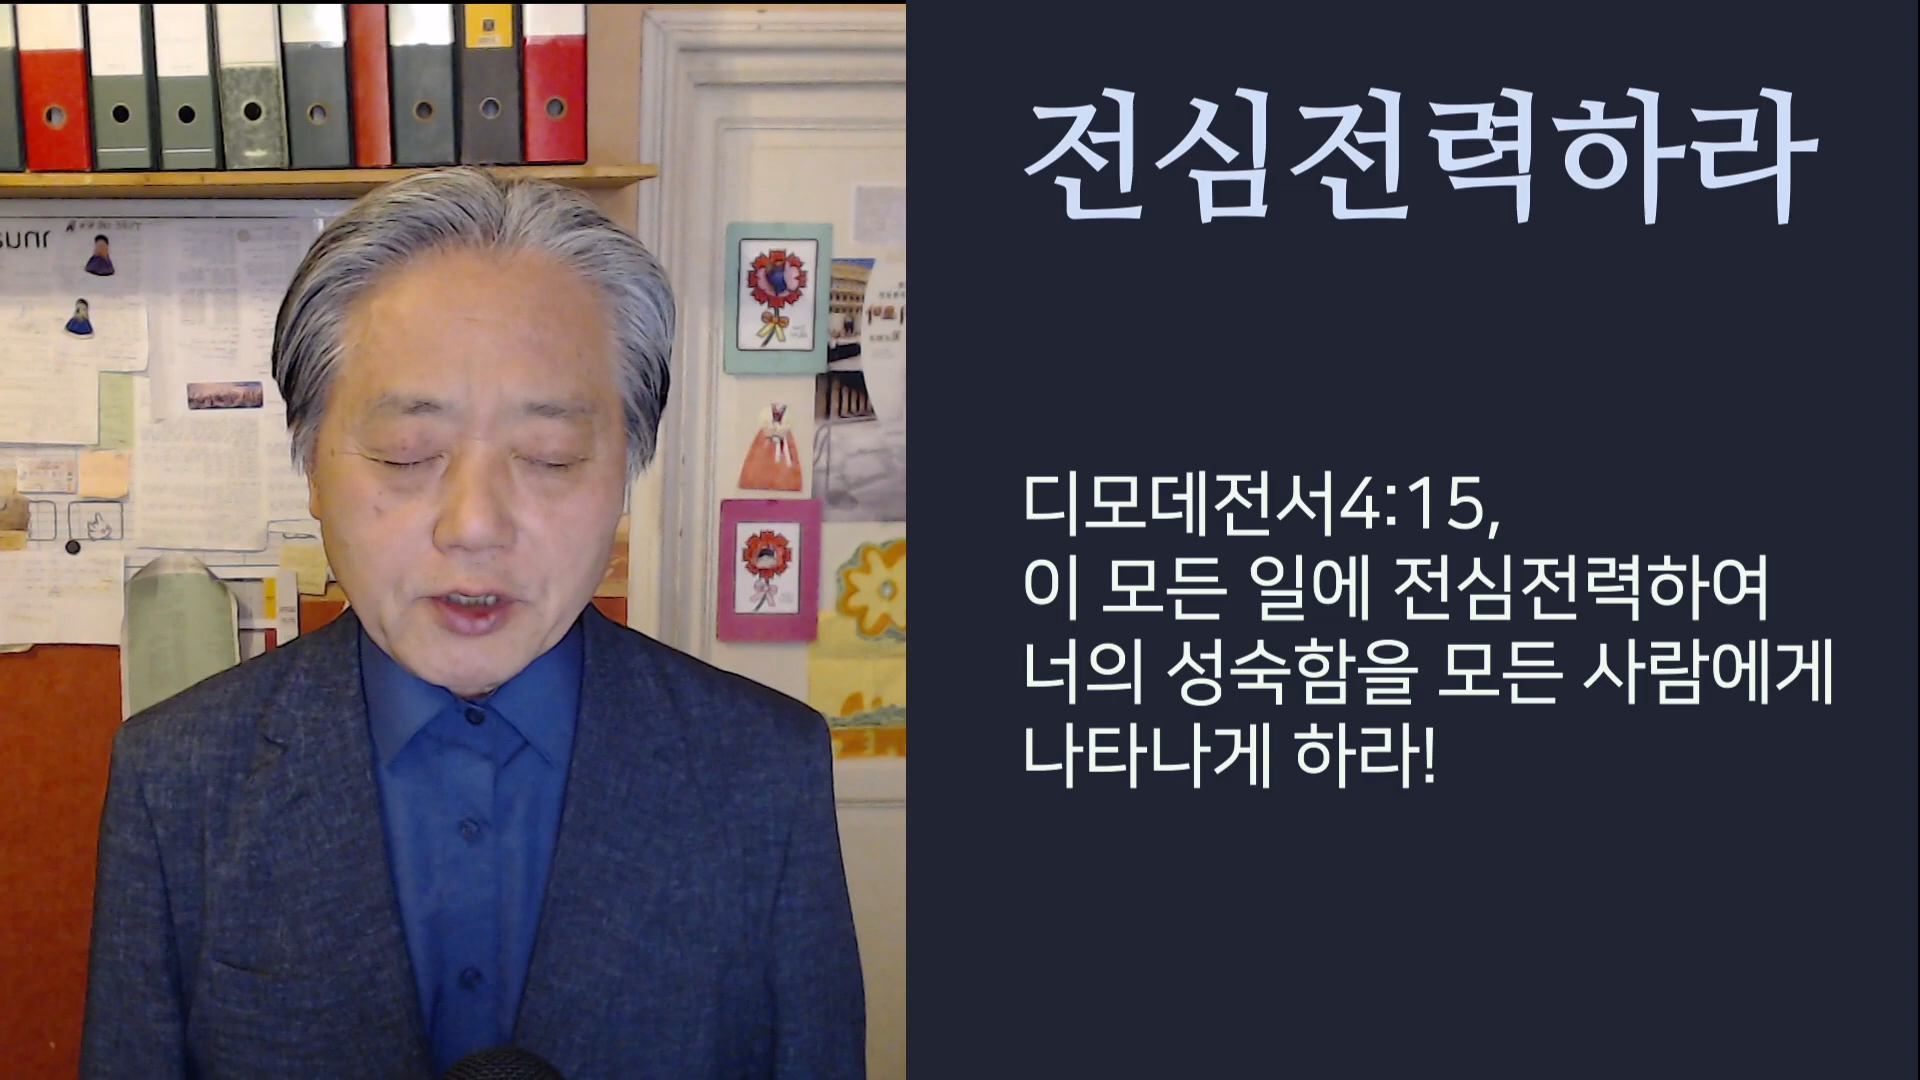 전심전력하라
디모데전서4:15,
이 모든 일에 전심전력하여
너의 성숙함을 모든 사람에게
나타나게 하라!